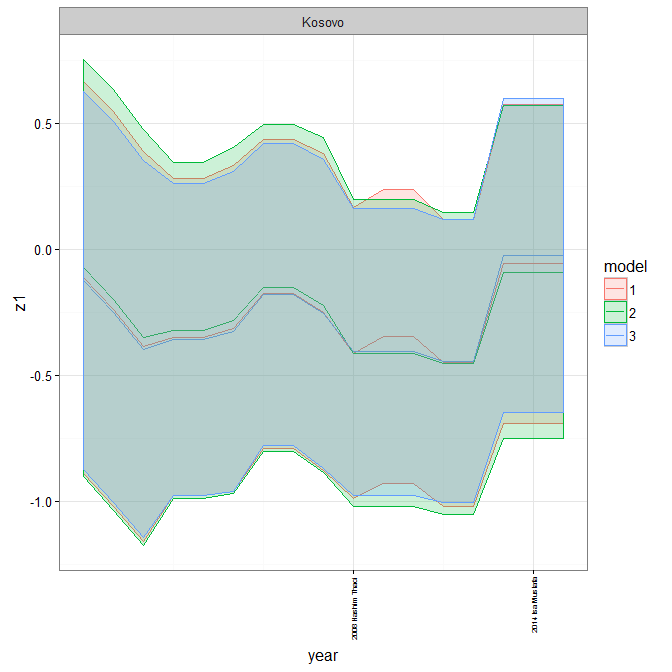 Kosovo
0.5
0.0
-0.5
-1.0
z1
2008 Hashim Thaci
2014 Isa Mustafa
year
model
1
2
3